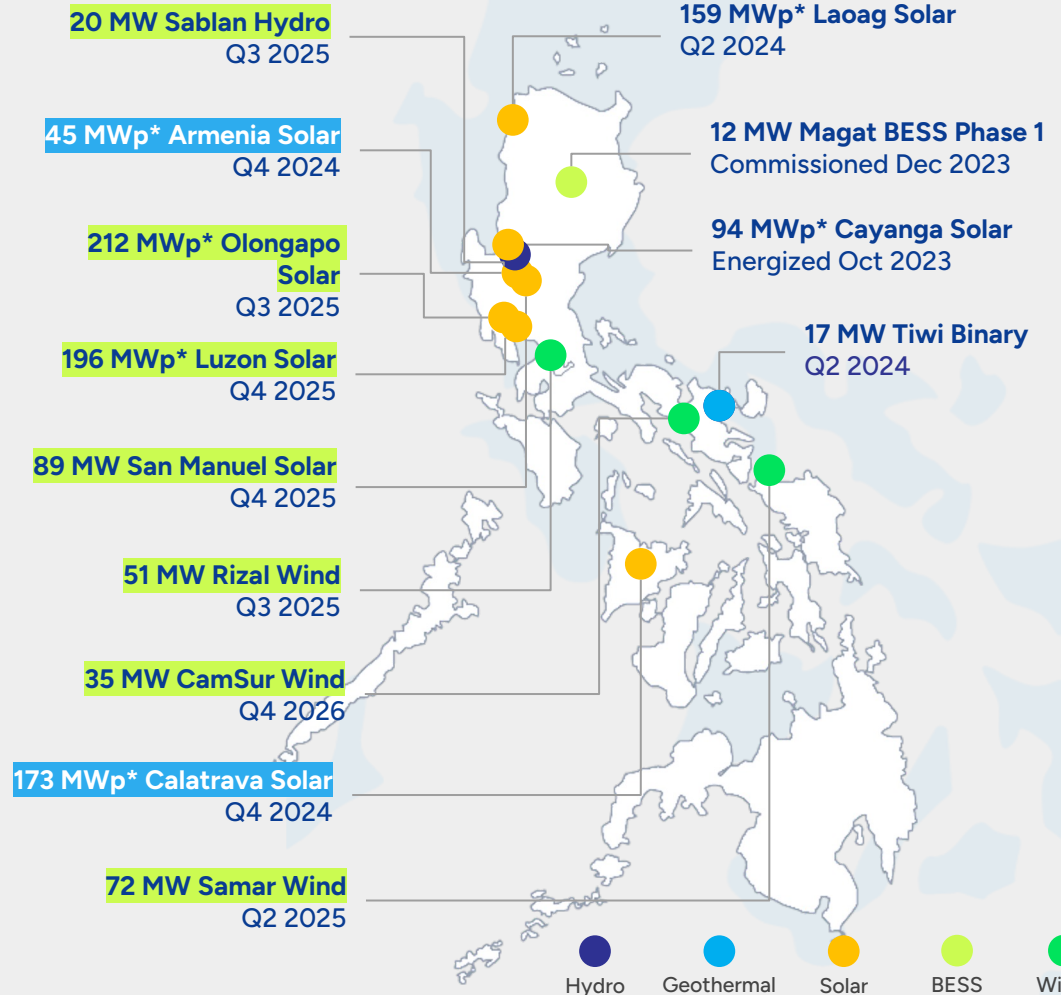 20 MW Sablan Hydro
Q3 2025
45 MWp* Armenia Solar
Q4 2024
212 MWp* Olongapo
Solar
Q3 2025
196 MWp* Luzon Solar
Q4 2025
89 MW San Manuel Solar
Q4 2025
51 MW Rizal Wind
Q3 2025
35 MW CamSur Wind
Q4 2026
173 MWp* Calatrava Solar
Q4 2024
72 MW Samar Wind
Q2 2025
159 MWp* Laoag Solar
Q2 2024
12 MW Magat BESS Phase 1
Commissioned Dec 2023
94 MWp* Cayanga Solar
Energized Oct 2023
17 MW Tiwi Binary
Q2 2024
Hydro Geothermal Solar BESS